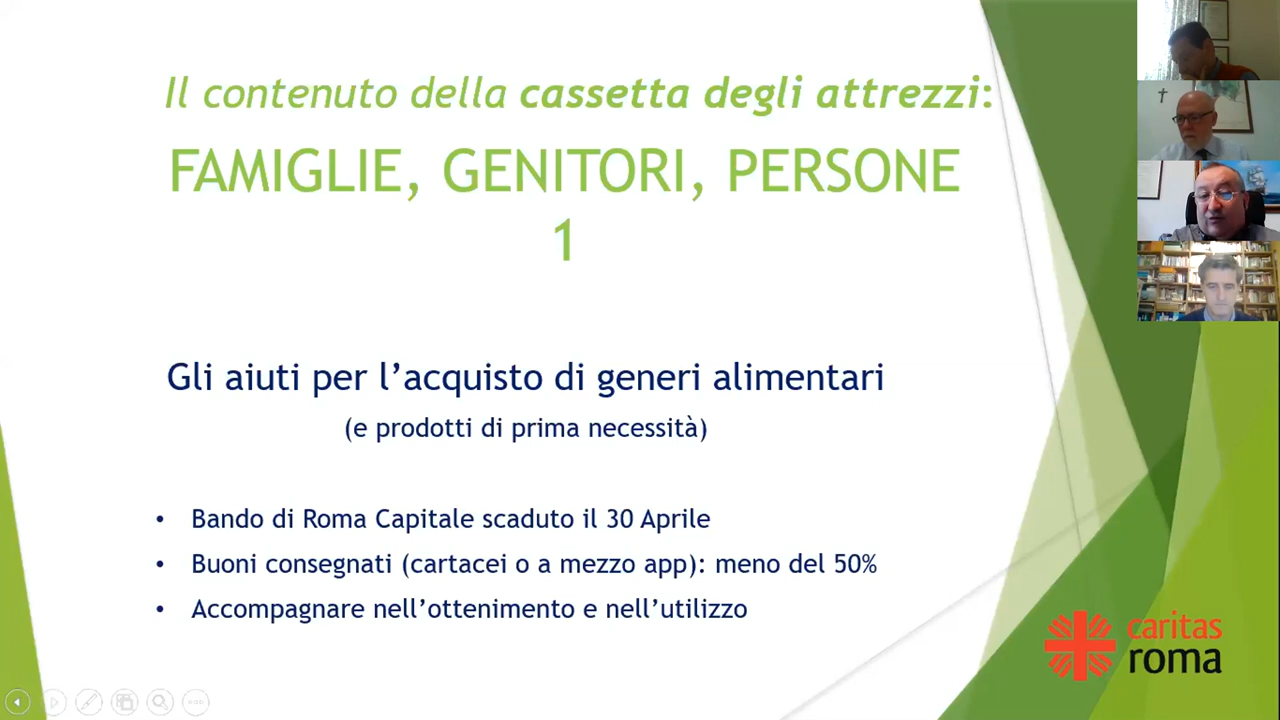 Il contenuto della cassetta degli attrezzi:
FAMIGLIE, GENITORI, PERSONE
1
Gli aiuti per l’acquisto di generi alimentari
(e prodotti di prima necessità)
• Bando di Roma Capitale scaduto il 30 Aprile
• Buoni consegnati (cartacei o a mezzo app): meno del 50%
• Accompagnare nell’ottenimento e nell’utilizzo
caritas
roma